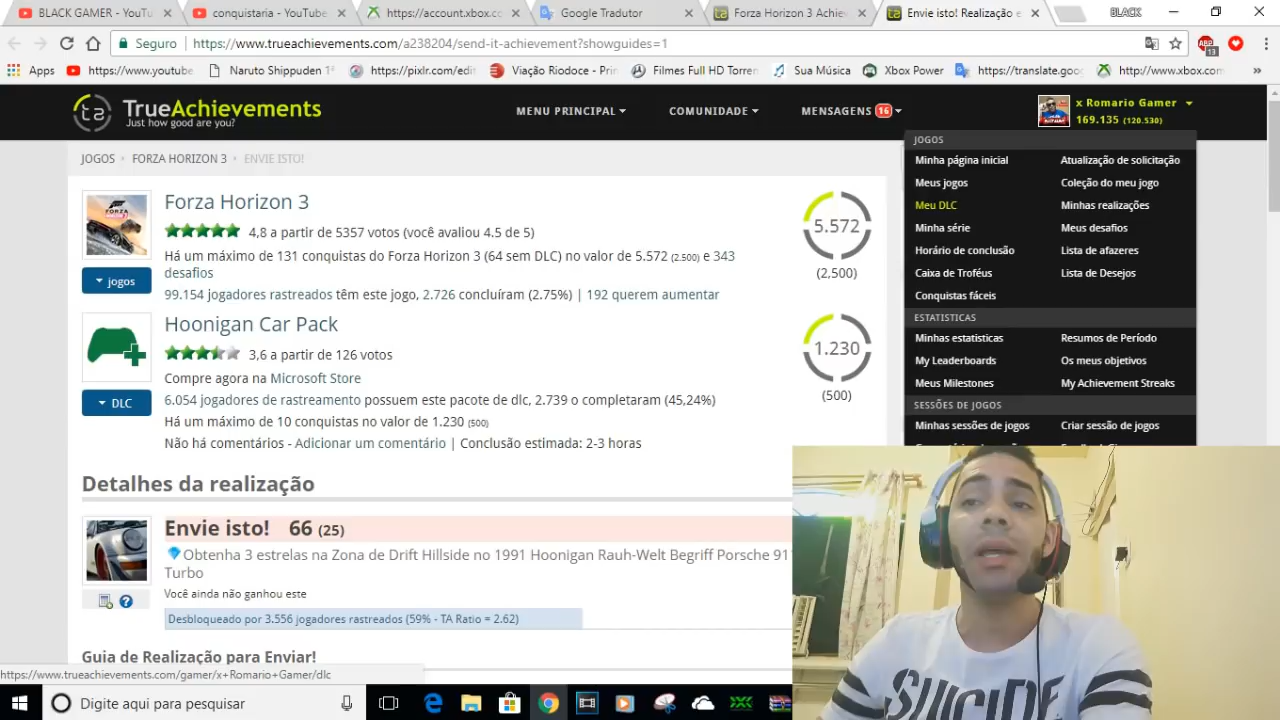 BLACK GAMER - YouTu
conquistaria - YouTube
https://account.xbox.co
Google Tradutor
Forza Horizon 3 Achie
Envie isto! Realização e
BLACK
Seguro
https://www.trueachievements.com/a238204/send-it-achievement?showguides=1
13
Apps
https://www.youtube
Naruto Shippuden 1ª
https://pixlr.com/edit
Viação Riodoce - Prin
Filmes Full HD Torren
Sua Música
Xbox Power
https://translate.goog
http://www.xbox.com
ta
TrueAchievements
Just how good are you?
MENU PRINCIPAL
COMUNIDADE
MENSAGENS 16
x Romario Gamer
169.135 (120.530)
JOGOS
FORZA HORIZON 3
ENVIE ISTO!
Forza Horizon 3
4,8 a partir de 5357 votos (você avaliou 4.5 de 5)
Há um máximo de 131 conquistas do Forza Horizon 3 (64 sem DLC) no valor de 5.572 (2.500) e 343
desafios
99.154 jogadores rastreados têm este jogo, 2.726 concluíram (2.75%) | 192 querem aumentar
jogos
5.572
(2,500)
Hoonigan Car Pack
3,6 a partir de 126 votos
Compre agora na Microsoft Store
6.054 jogadores de rastreamento possuem este pacote de dlc, 2.739 o completaram (45,24%)
Há um máximo de 10 conquistas no valor de 1.230 (500)
Não há comentários - Adicionar um comentário | Conclusão estimada: 2-3 horas
DLC
1.230
(500)
JOGOS
Minha página inicial
Atualização de solicitação
Meus jogos
Coleção do meu jogo
Meu DLC
Minhas realizações
Minha série
Meus desafios
Horário de conclusão
Lista de afazeres
Caixa de Troféus
Lista de Desejos
Conquistas fáceis
ESTATISTICAS
Minhas estatisticas
Resumos de Período
My Leaderboards
Os meus objetivos
Meus Milestones
My Achievement Streaks
SESSÕES DE JOGOS
Minhas sessões de jogos
Criar sessão de jogos
Detalhes da realização
Envie isto! 66 (25)
Obtenha 3 estrelas na Zona de Drift Hillside no 1991 Hoonigan Rauh-Welt Begriff Porsche 91
Turbo
Você ainda não ganhou este
Desbloqueado por 3.556 jogadores rastreados (59% - TA Ratio = 2.62)
Guia de Realização para Enviar!
https://www.trueachievements.com/gamer/x+Romario+Gamer/dlc
Digite aqui para pesquisar
SUICIDE